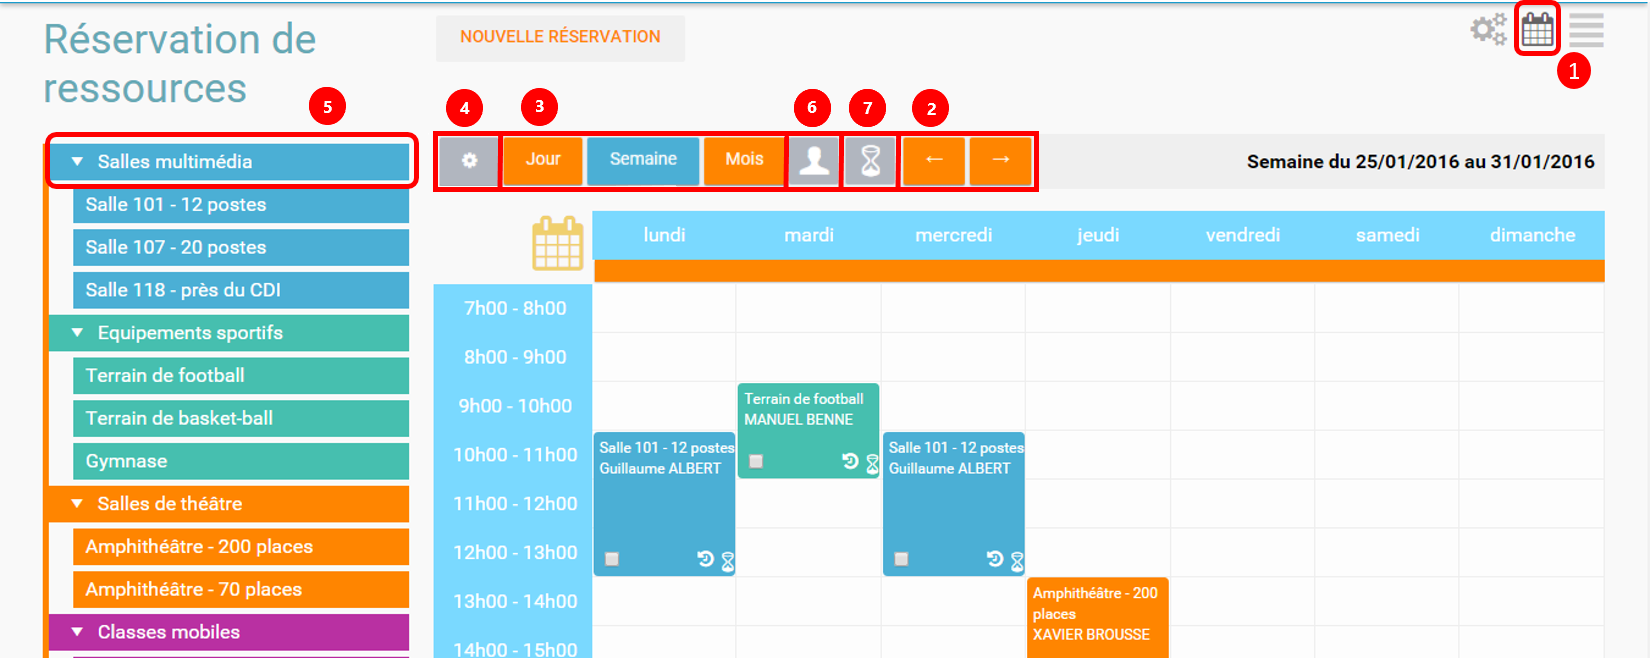 Réservation de
ressources
NOUVELLE RÉSERVATION
1
5
4
3
6
7
2
Jour
Semaine
Mois
←
→
Semaine du 25/01/2016 au 31/01/2016
Salles multimédia
Salle 101 - 12 postes
Salle 107 - 20 postes
Salle 118 - près du CDI
Equipements sportifs
Terrain de football
Terrain de basket-ball
Gymnase
Salles de théâtre
Amphithéâtre - 200 places
Amphithéâtre - 70 places
Classes mobiles
lundi
mardi
mercredi
jeudi
vendredi
samedi
dimanche
7h00 - 8h00
8h00 - 9h00
9h00 - 10h00
10h00 - 11h00
11h00 - 12h00
12h00 - 13h00
13h00 - 14h00
14h00 - 15h00
Salle 101 - 12 postes
Guillaume ALBERT
Terrain de football
MANUEL BENNE
Salle 101 - 12 postes
Guillaume ALBERT
Amphithéâtre - 200
places
XAVIER BROUSSE